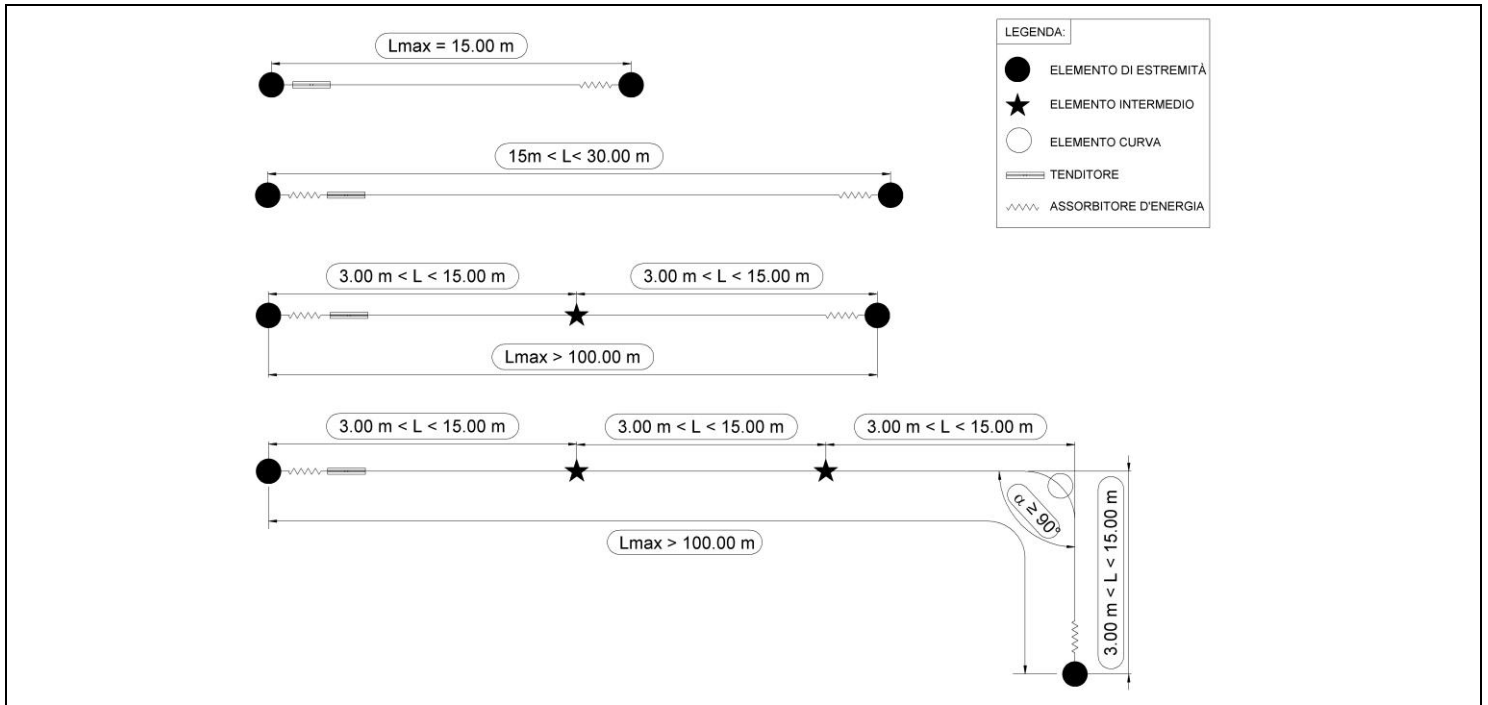 Lmax = 15.00 m
15m < L< 30.00 m
3.00 m < L < 15.00 m
3.00 m < L < 15.00 m
Lmax > 100.00 m
3.00 m < L < 15.00 m
3.00 m < L < 15.00 m
3.00 m < L < 15.00 m
α ≥ 90°
3.00 m < L < 15.00 m
Lmax > 100.00 m
LEGENDA:
ELEMENTO DI ESTREMITÀ
ELEMENTO INTERMEDIO
ELEMENTO CURVA
TENDITORE
ASSORBITORE D'ENERGIA